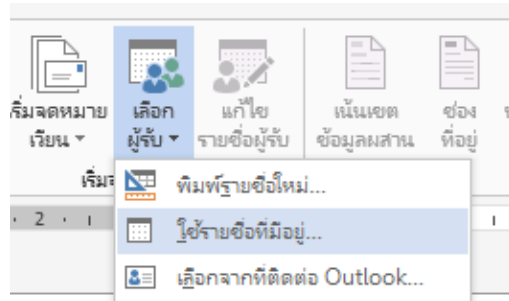 เริ่มจดหมาย เลือก แก้ไข เน้นเขต ช่อง
เวียน ผู้รับ รายชื่อผู้รับ ข้อมูลผสาน ที่อยู่
พิมพ์รายชื่อใหม่...
2
ใช้รายชื่อที่มีอยู่...
เลือกจากที่ติดต่อ Outlook...